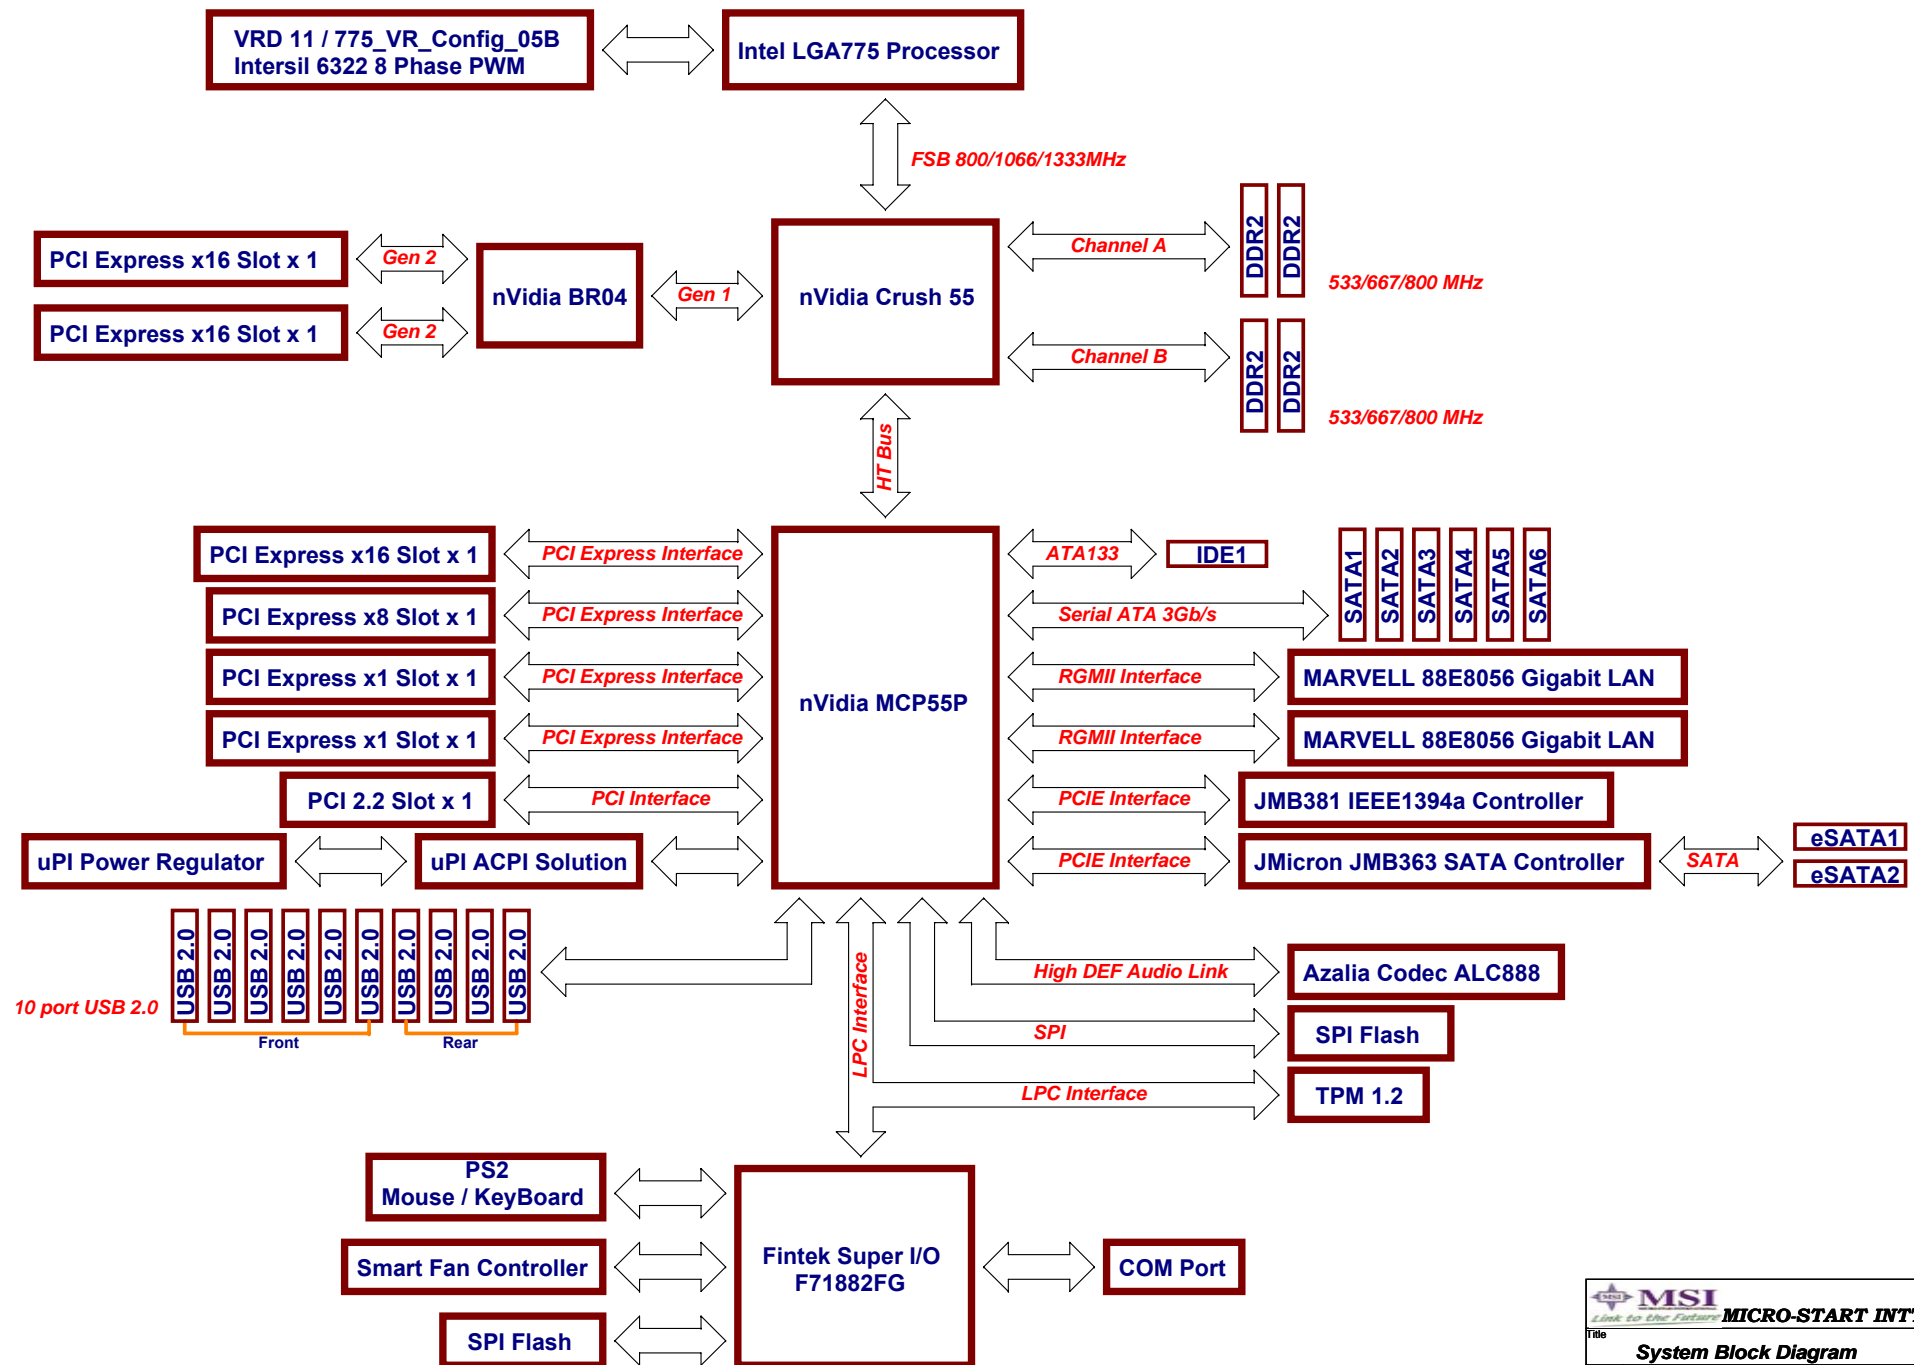 VRD 11 / 775_VR_Config_05B
Intersil 6322 8 Phase PWM
Intel LGA775 Processor
FSB 800/1066/1333MHz
PCI Express x16 Slot x 1
Gen 2
PCI Express x16 Slot x 1
Gen 2
nVidia BR04
Gen 1
nVidia Crush 55
Channel A
DDR2
DDR2
533/667/800 MHz
Channel B
DDR2
DDR2
533/667/800 MHz
HT Bus
PCI Express x16 Slot x 1
PCI Express Interface
PCI Express x8 Slot x 1
PCI Express Interface
PCI Express x1 Slot x 1
PCI Express Interface
PCI Express x1 Slot x 1
PCI Express Interface
PCI 2.2 Slot x 1
PCI Interface
uPI Power Regulator
uPI ACPI Solution
nVidia MCP55P
ATA133
IDE1
Serial ATA 3Gb/s
SATA1
SATA2
SATA3
SATA4
SATA5
SATA6
RGMII Interface
MARVELL 88E8056 Gigabit LAN
RGMII Interface
MARVELL 88E8056 Gigabit LAN
PCIE Interface
JMB381 IEEE1394a Controller
PCIE Interface
JMicron JMB363 SATA Controller
SATA
eSATA1
eSATA2
10 port USB 2.0
USB 2.0
USB 2.0
USB 2.0
USB 2.0
USB 2.0
USB 2.0
USB 2.0
USB 2.0
USB 2.0
USB 2.0
Front
Rear
LPC Interface
High DEF Audio Link
Azalia Codec ALC888
SPI
SPI Flash
LPC Interface
TPM 1.2
PS2
Mouse / KeyBoard
Smart Fan Controller
SPI Flash
Fintek Super I/O
F71882FG
COM Port
MSI
Link to the Future
MICRO-START INT'
Title
System Block Diagram